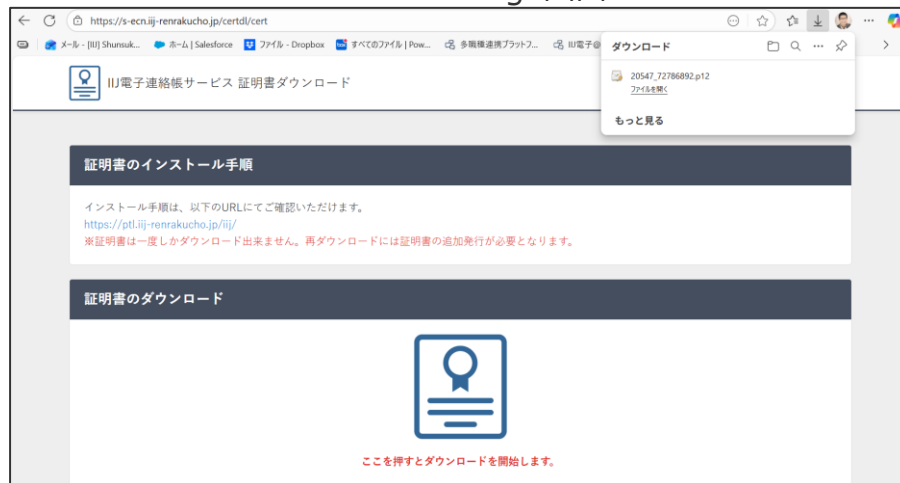 https://s-ecn.iij-renrakucho.jp/certdl/cert
メール - [IIJ] Shunsuk...
ホーム | Salesforce
ファイル - Dropbox
すべてのファイル | Pow...
多職種連携プラットフ...
IIJ電子@
ダウンロード
20547_72786892.p12
ファイルを開く
もっと見る
IIJ電子連絡帳サービス 証明書ダウンロード
証明書のインストール手順
インストール手順は、以下のURLにてご確認いただけます。
https://ptl.iij-renrakucho.jp/iij/
※証明書は一度しかダウンロード出来ません。再ダウンロードには証明書の追加発行が必要となります。
証明書のダウンロード
ここを押すとダウンロードを開始します。